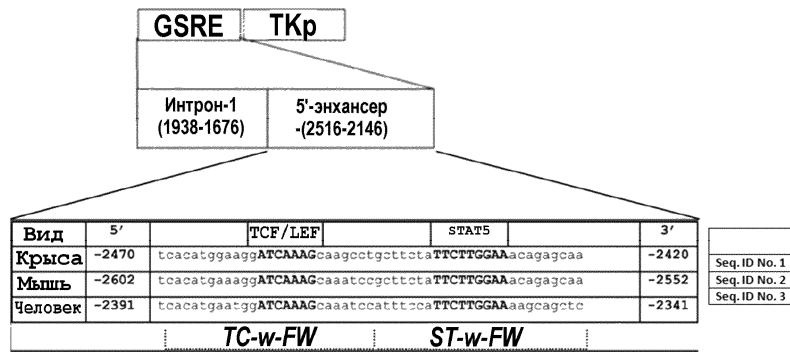 GSRE TKp
Интрон-1 5'-энхансер
(1938-1676) -(2516-2146)
Вид 5′ TCF/LEF STAT5 3′
Крыса −2470 tcacatggaaggATCAAAGcaagcctgcttctaTTCTTGGAAacagagcaa −2420 Seq. ID No. 1
Мышь −2602 tcacatggaaggATCAAAGcaaatccgcttctaTTCTTGGAAacagagcaa −2552 Seq. ID No. 2
Человек −2391 tcacatgaatggATCAAAGcaaatccatttccaTTCTTGGAAaagcagctc −2341 Seq. ID No. 3
TC-w-FW ST-w-FW